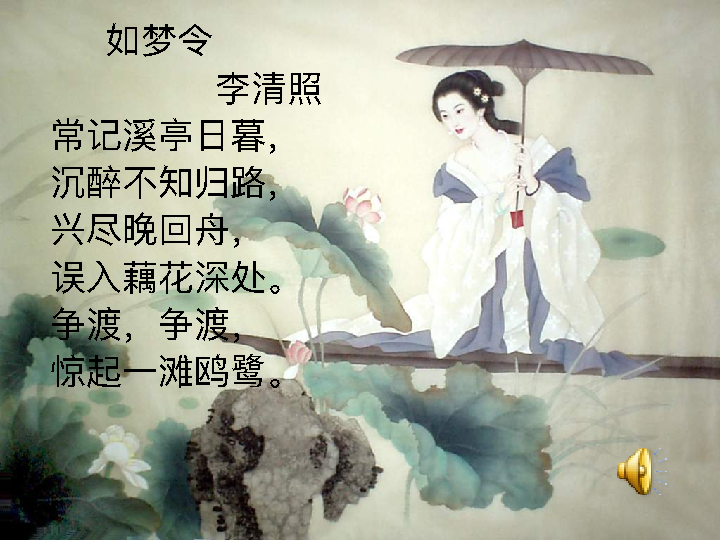 如梦令
李清照
常记溪亭日暮，
沉醉不知归路，
兴尽晚回舟，
误入藕花深处。
争渡，争渡，
惊起一滩鸥鹭。